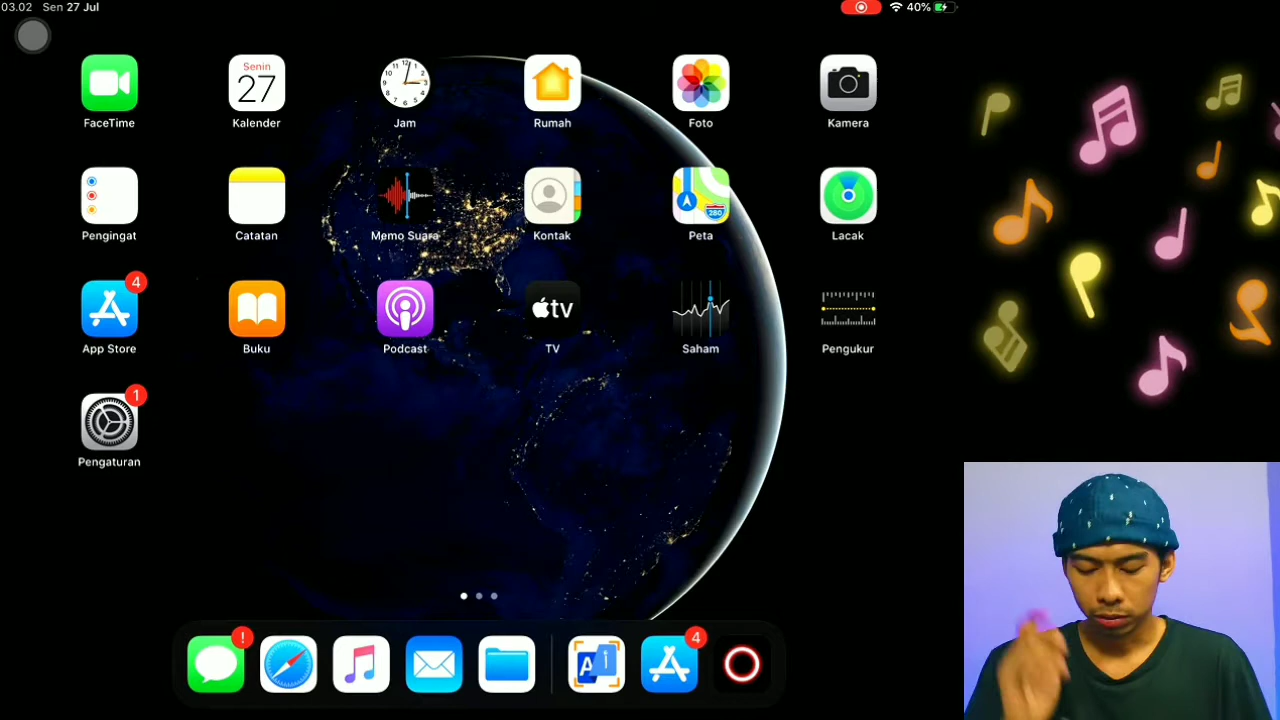 03.02 Sen 27 Jul
40%
Senin
27
FaceTime
Kalender
Jam
Rumah
Foto
Kamera
280
Pengingat
Catatan
Memo Suara
Kontak
Peta
Lacak
4
tv
App Store
Buku
Podcast
TV
Saham
Pengukur
1
Pengaturan
!
4
A